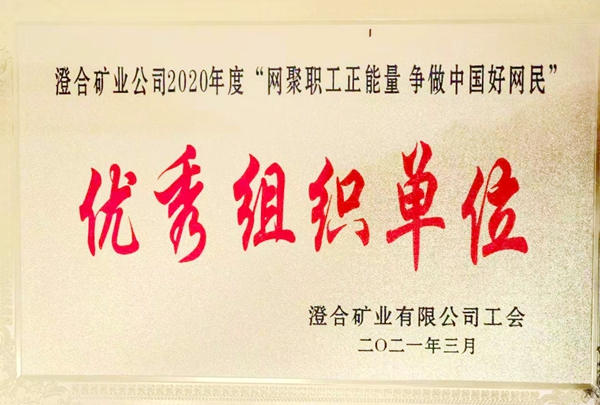 澄合矿业公司2020年度“网聚职工正能量 争做中国好网民”
优秀组织单位
澄合矿业有限公司工会
二〇二一年三月